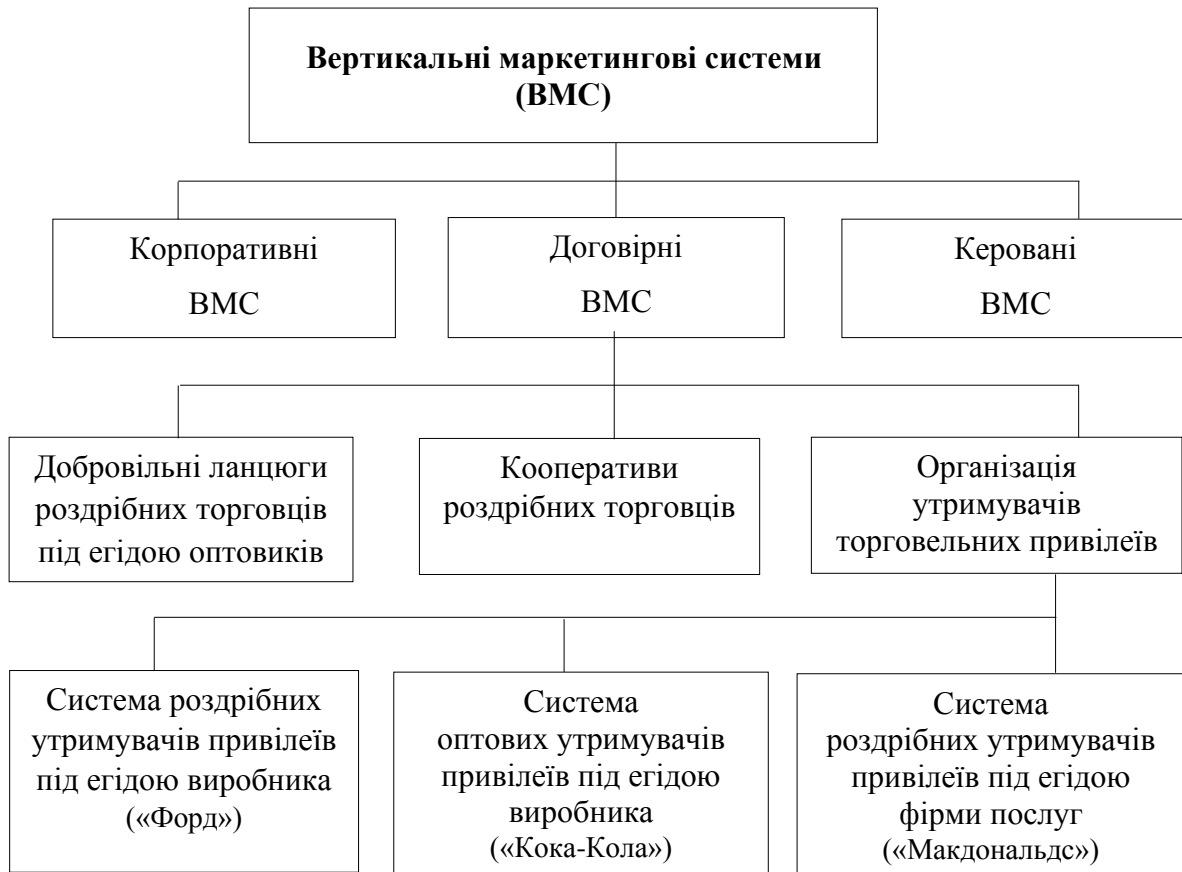 Вертикальні маркетингові системи
(ВМС)
Корпоративні
ВМС
Договірні
ВМС
Керовані
ВМС
Добровільні ланцюги
роздрібних торговців
під егідою оптовиків
Кооперативи
роздрібних торговців
Організація
утримувачів
торговельних привілеїв
Система роздрібних
утримувачів привілеїв
під егідою виробника
(«Форд»)
Система
оптових утримувачів
привілеїв під егідою
виробника
(«Кока-Кола»)
Система
роздрібних утримувачів
привілеїв під егідою
фірми послуг
(«Макдональдс»)